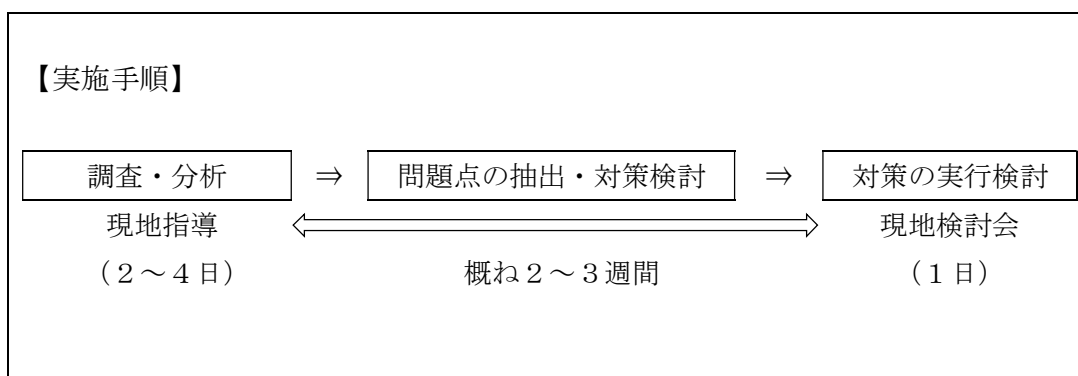 【実施手順】
調査・分析 ⇒ 問題点の抽出・対策検討 ⇒ 対策の実行検討
現地指導 現地検討会
（２～４日） 概ね２～３週間 （１日）